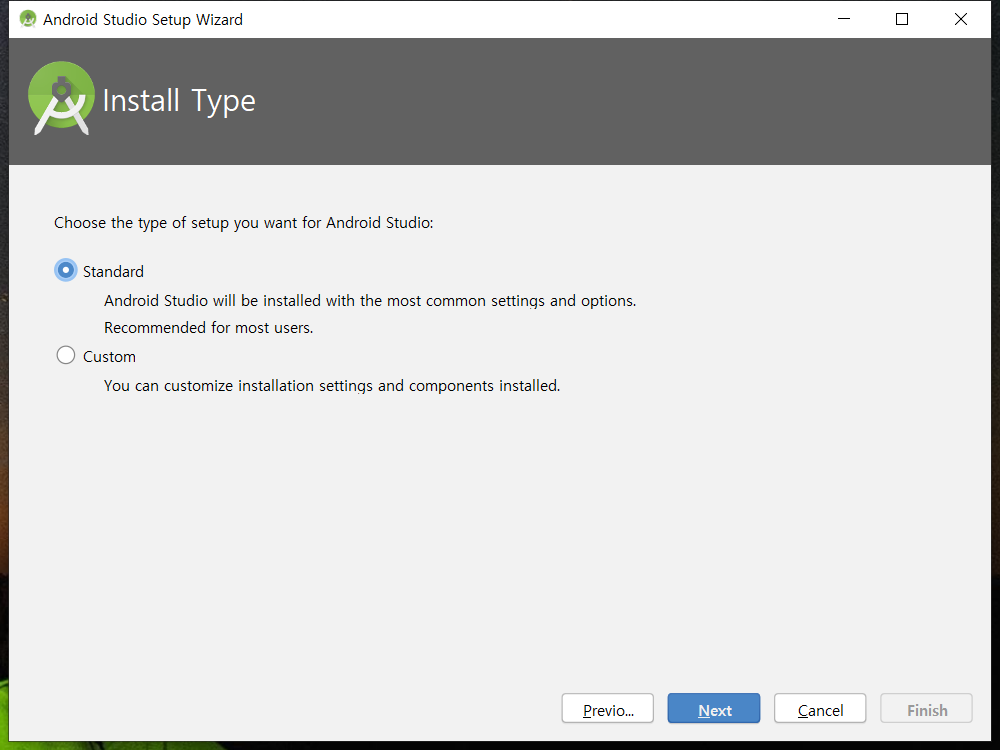 Android Studio Setup Wizard
Install Type
Choose the type of setup you want for Android Studio:
Standard
Android Studio will be installed with the most common settings and options.
Recommended for most users.
Custom
You can customize installation settings and components installed.
Previo...
Next
Cancel
Finish